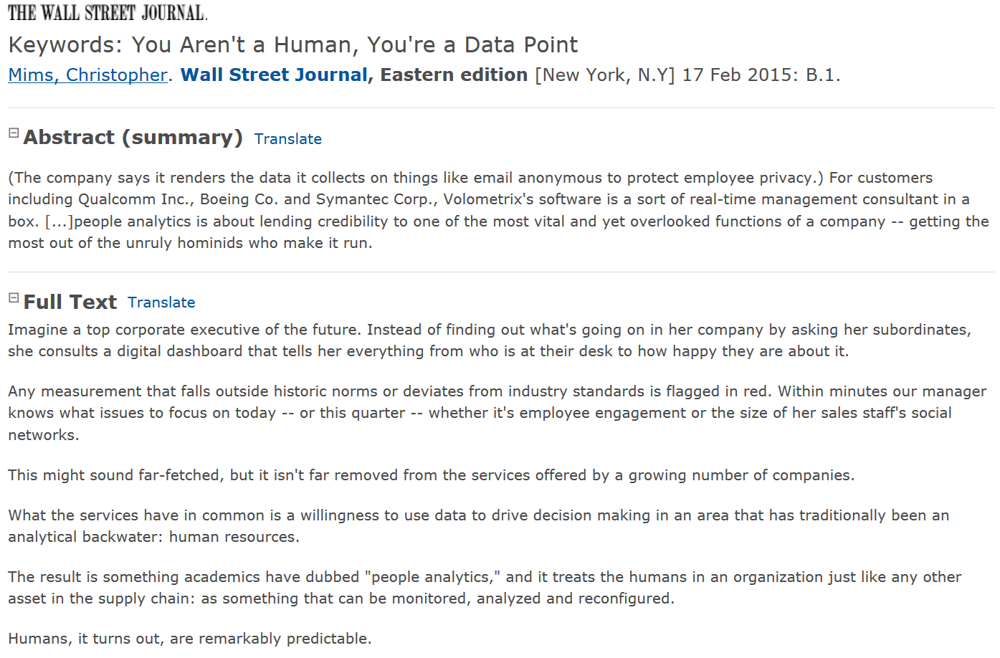 THE WALL STREET JOURNAL.
Keywords: You Aren't a Human, You're a Data Point
Mims, Christopher. Wall Street Journal, Eastern edition [New York, N.Y] 17 Feb 2015: B.1.
Abstract (summary) Translate
(The company says it renders the data it collects on things like email anonymous to protect employee privacy.) For customers
including Qualcomm Inc., Boeing Co. and Symantec Corp., Volometrix's software is a sort of real-time management consultant in a
box. [...]people analytics is about lending credibility to one of the most vital and yet overlooked functions of a company -- getting the
most out of the unruly hominids who make it run.
Full Text Translate
Imagine a top corporate executive of the future. Instead of finding out what's going on in her company by asking her subordinates,
she consults a digital dashboard that tells her everything from who is at their desk to how happy they are about it.
Any measurement that falls outside historic norms or deviates from industry standards is flagged in red. Within minutes our manager
knows what issues to focus on today -- or this quarter -- whether it's employee engagement or the size of her sales staff's social
networks.
This might sound far-fetched, but it isn't far removed from the services offered by a growing number of companies.
What the services have in common is a willingness to use data to drive decision making in an area that has traditionally been an
analytical backwater: human resources.
The result is something academics have dubbed "people analytics," and it treats the humans in an organization just like any other
asset in the supply chain: as something that can be monitored, analyzed and reconfigured.
Humans, it turns out, are remarkably predictable.